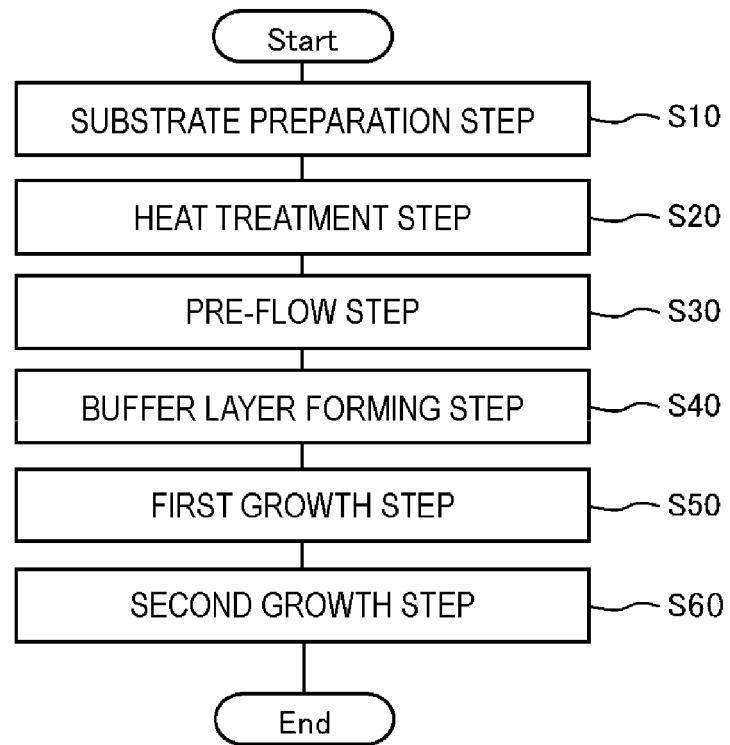 Start
SUBSTRATE PREPARATION STEP S10
HEAT TREATMENT STEP S20
PRE-FLOW STEP S30
BUFFER LAYER FORMING STEP S40
FIRST GROWTH STEP S50
SECOND GROWTH STEP S60
End